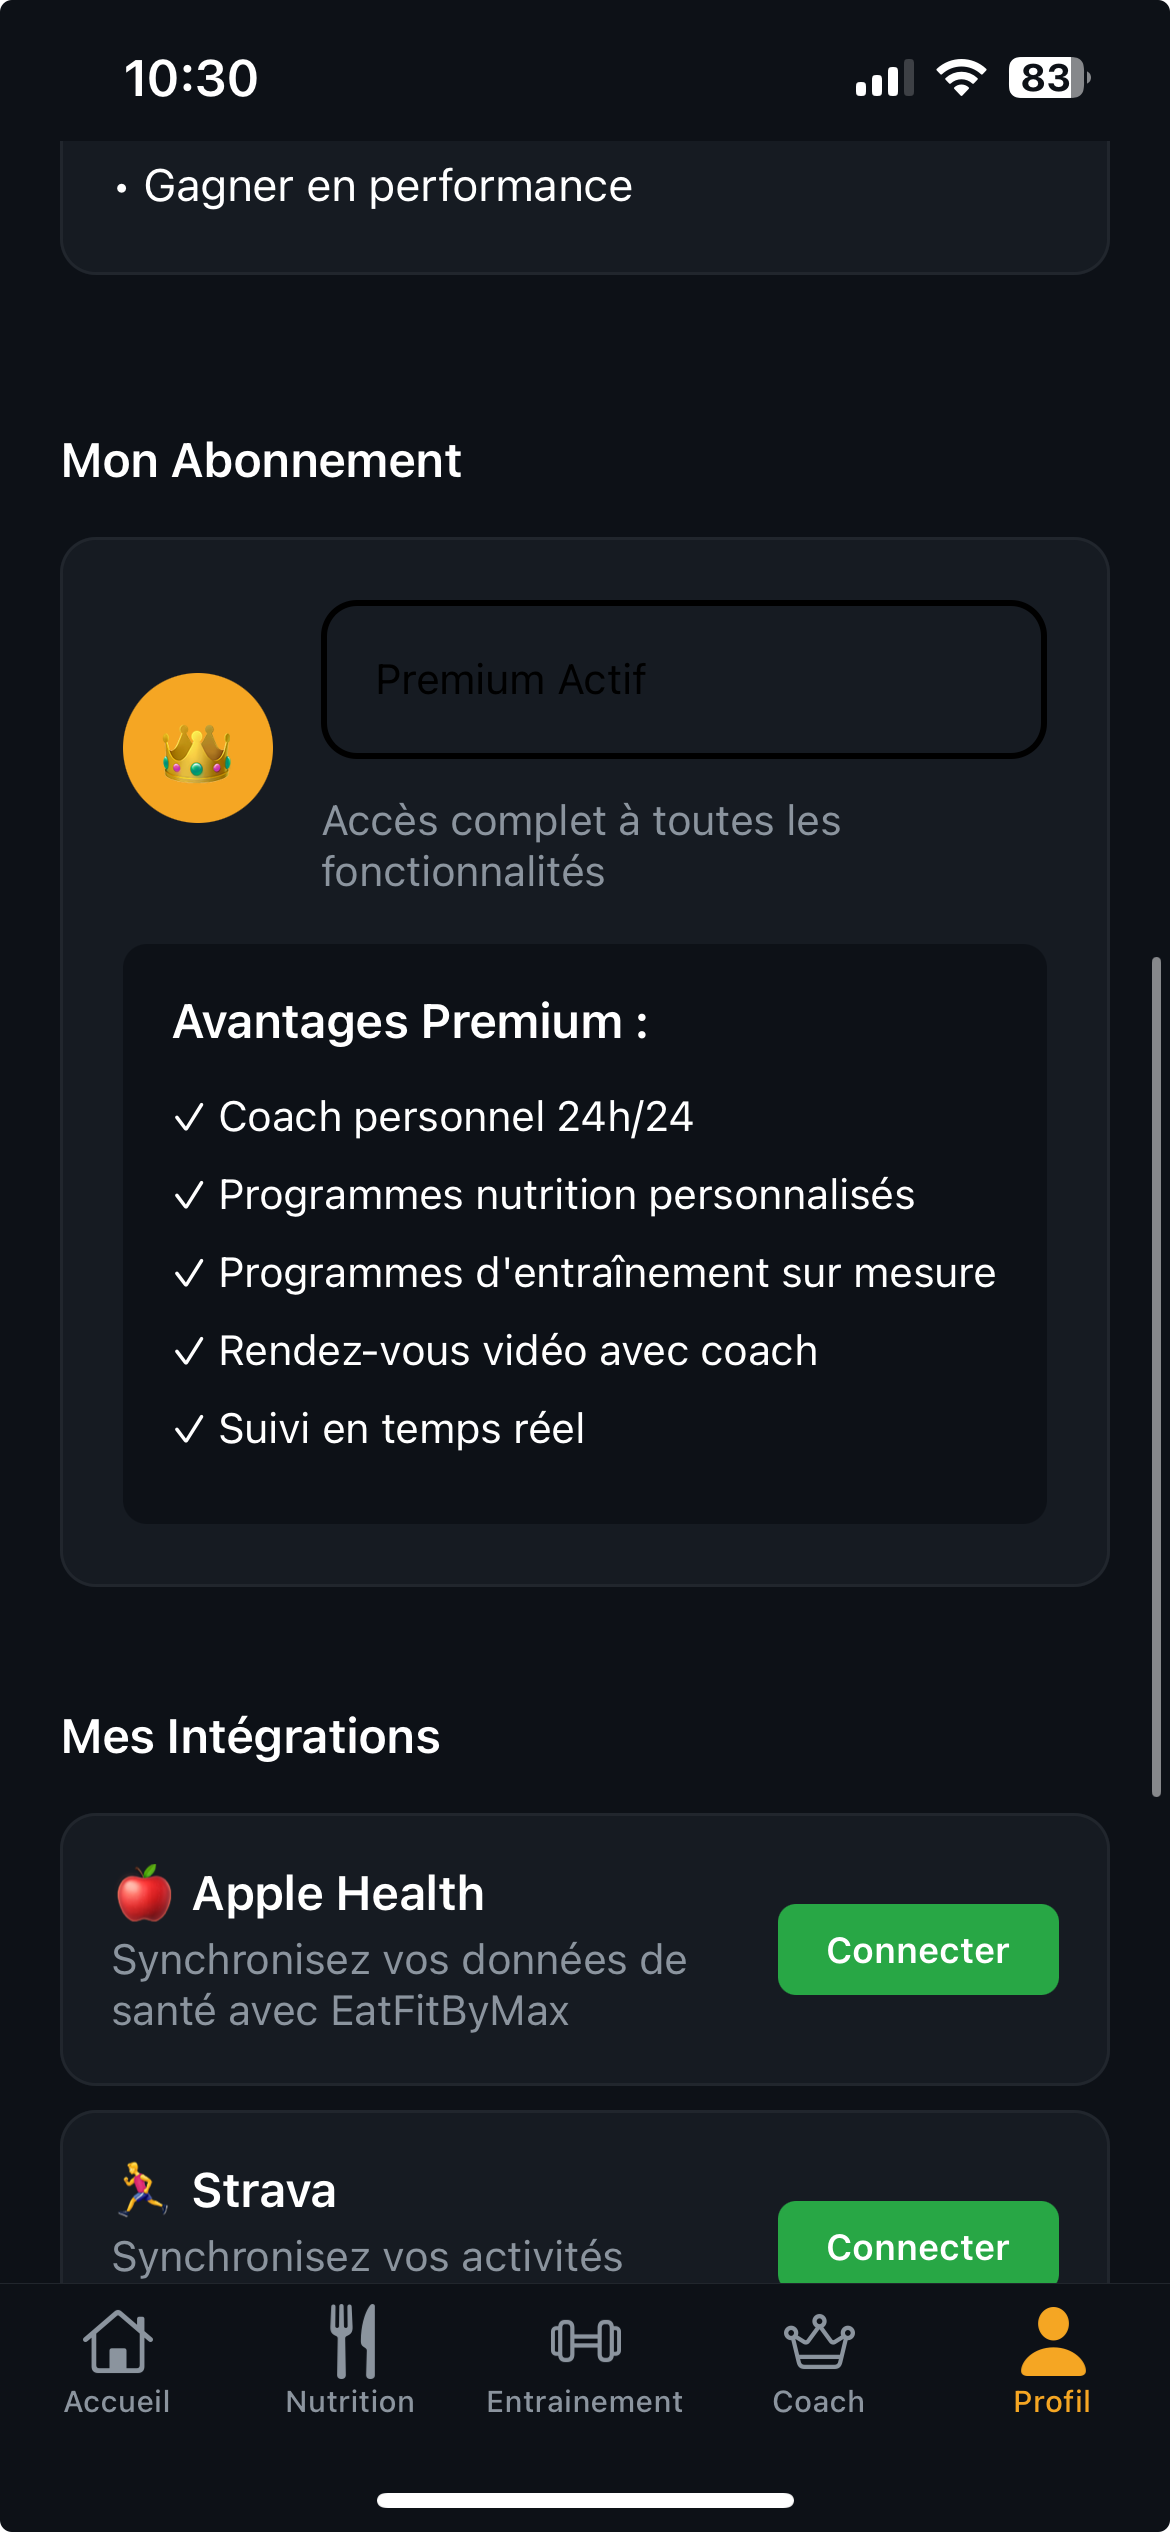 10:30
83
• Gagner en performance
Mon Abonnement
Premium Actif
Accès complet à toutes les
fonctionnalités
Avantages Premium :
✓ Coach personnel 24h/24
✓ Programmes nutrition personnalisés
✓ Programmes d'entraînement sur mesure
✓ Rendez-vous vidéo avec coach
✓ Suivi en temps réel
Mes Intégrations
Apple Health
Synchronisez vos données de
santé avec EatFitByMax
Connecter
Strava
Synchronisez vos activités
Connecter
Accueil
Nutrition
Entrainement
Coach
Profil